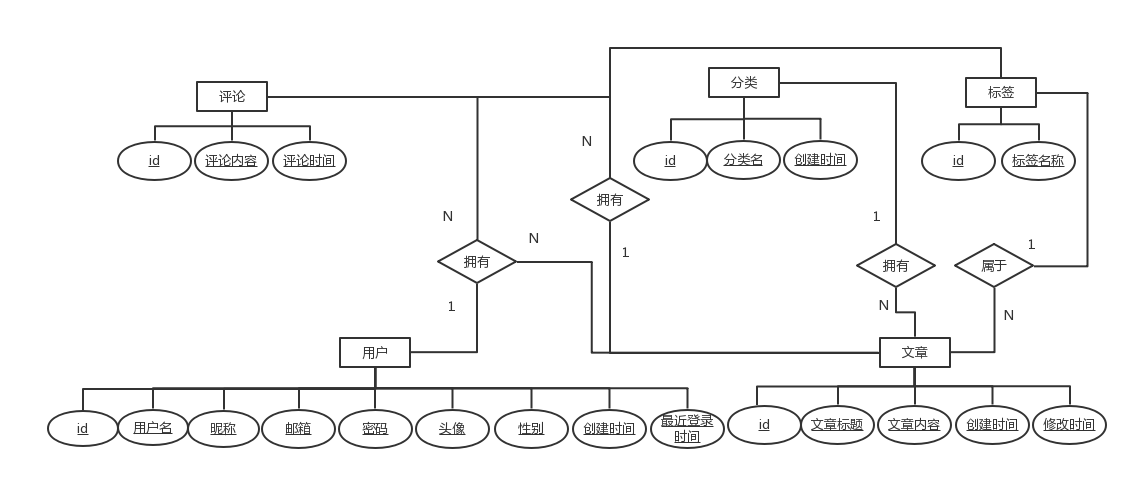 分类
标签
评论
N
id
评论内容
评论时间
id
分类名
创建时间
id
标签名称
拥有
N
N
1
1
1
拥有
拥有
属于
1
N
N
用户
文章
id
用户名
昵称
邮箱
密码
头像
性别
创建时间
最近登录
时间
id
文章标题
文章内容
创建时间
修改时间